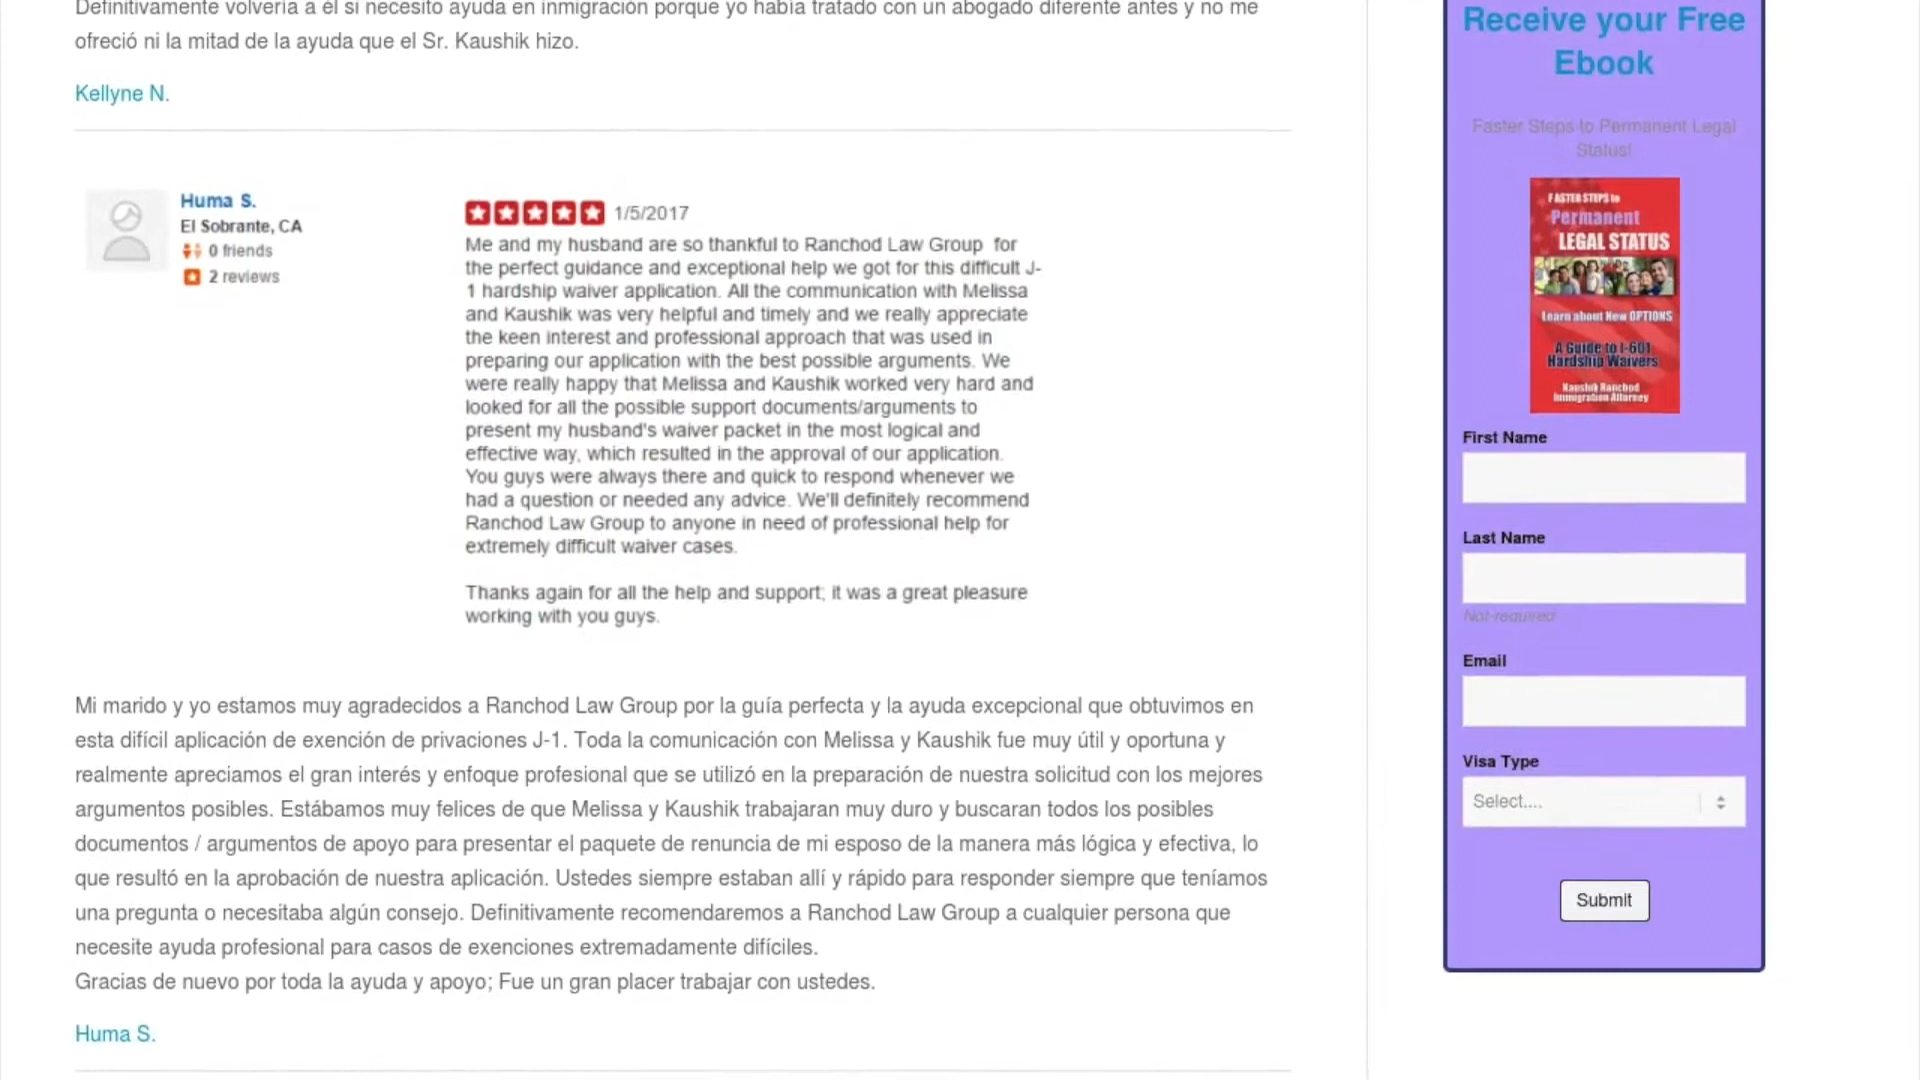 Definitivamente volvería a él si necesito ayuda en inmigración porque yo había tratado con un abogado diferente antes y no me
ofreció ni la mitad de la ayuda que el Sr. Kaushik hizo.
Kellyne N.
Huma S.
El Sobrante, CA
0 friends
2 reviews
1/5/2017
Me and my husband are so thankful to Ranchod Law Group for
the perfect guidance and exceptional help we got for this difficult J-
1 hardship waiver application. All the communication with Melissa
and Kaushik was very helpful and timely and we really appreciate
the keen interest and professional approach that was used in
preparing our application with the best possible arguments. We
were really happy that Melissa and Kaushik worked very hard and
looked for all the possible support documents/arguments to
present my husband's waiver packet in the most logical and
effective way, which resulted in the approval of our application.
You guys were always there and quick to respond whenever we
had a question or needed any advice. We'll definitely recommend
Ranchod Law Group to anyone in need of professional help for
extremely difficult waiver cases.
Thanks again for all the help and support; it was a great pleasure
working with you guys.
Mi marido y yo estamos muy agradecidos a Ranchod Law Group por la guía perfecta y la ayuda excepcional que obtuvimos en
esta difícil aplicación de exención de privaciones J-1. Toda la comunicación con Melissa y Kaushik fue muy útil y oportuna y
realmente apreciamos el gran interés y enfoque profesional que se utilizó en la preparación de nuestra solicitud con los mejores
argumentos posibles. Estábamos muy felices de que Melissa y Kaushik trabajaran muy duro y buscaran todos los posibles
documentos / argumentos de apoyo para presentar el paquete de renuncia de mi esposo de la manera más lógica y efectiva, lo
que resultó en la aprobación de nuestra aplicación. Ustedes siempre estaban allí y rápido para responder siempre que teníamos
una pregunta o necesitaba algún consejo. Definitivamente recomendaremos a Ranchod Law Group a cualquier persona que
necesite ayuda profesional para casos de exenciones extremadamente difíciles.
Gracias de nuevo por toda la ayuda y apoyo; Fue un gran placer trabajar con ustedes.
Huma S.
Receive your Free
Ebook
Faster Steps to Permanent Legal
Status!
FASTER STEPS to
Permanent
LEGAL STATUS
Learn about New OPTIONS
A Guide to I-601
Hardship Waivers
Kaushik Ranchod
Immigration Attorney
First Name
Last Name
Not required
Email
Visa Type
Select....
Submit